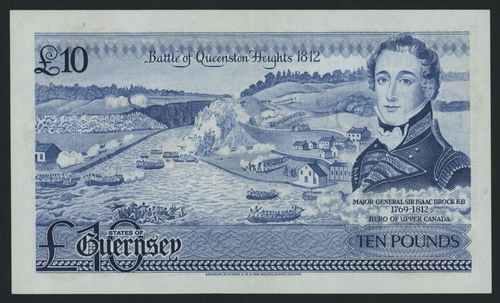 £10
Battle of Queenston Heights 1812
MAJOR-GENERAL SIR ISAAC BROCK K.B
1769-1812
HERO OF UPPER CANADA
STATES OF
£10
Guernsey
TEN POUNDS